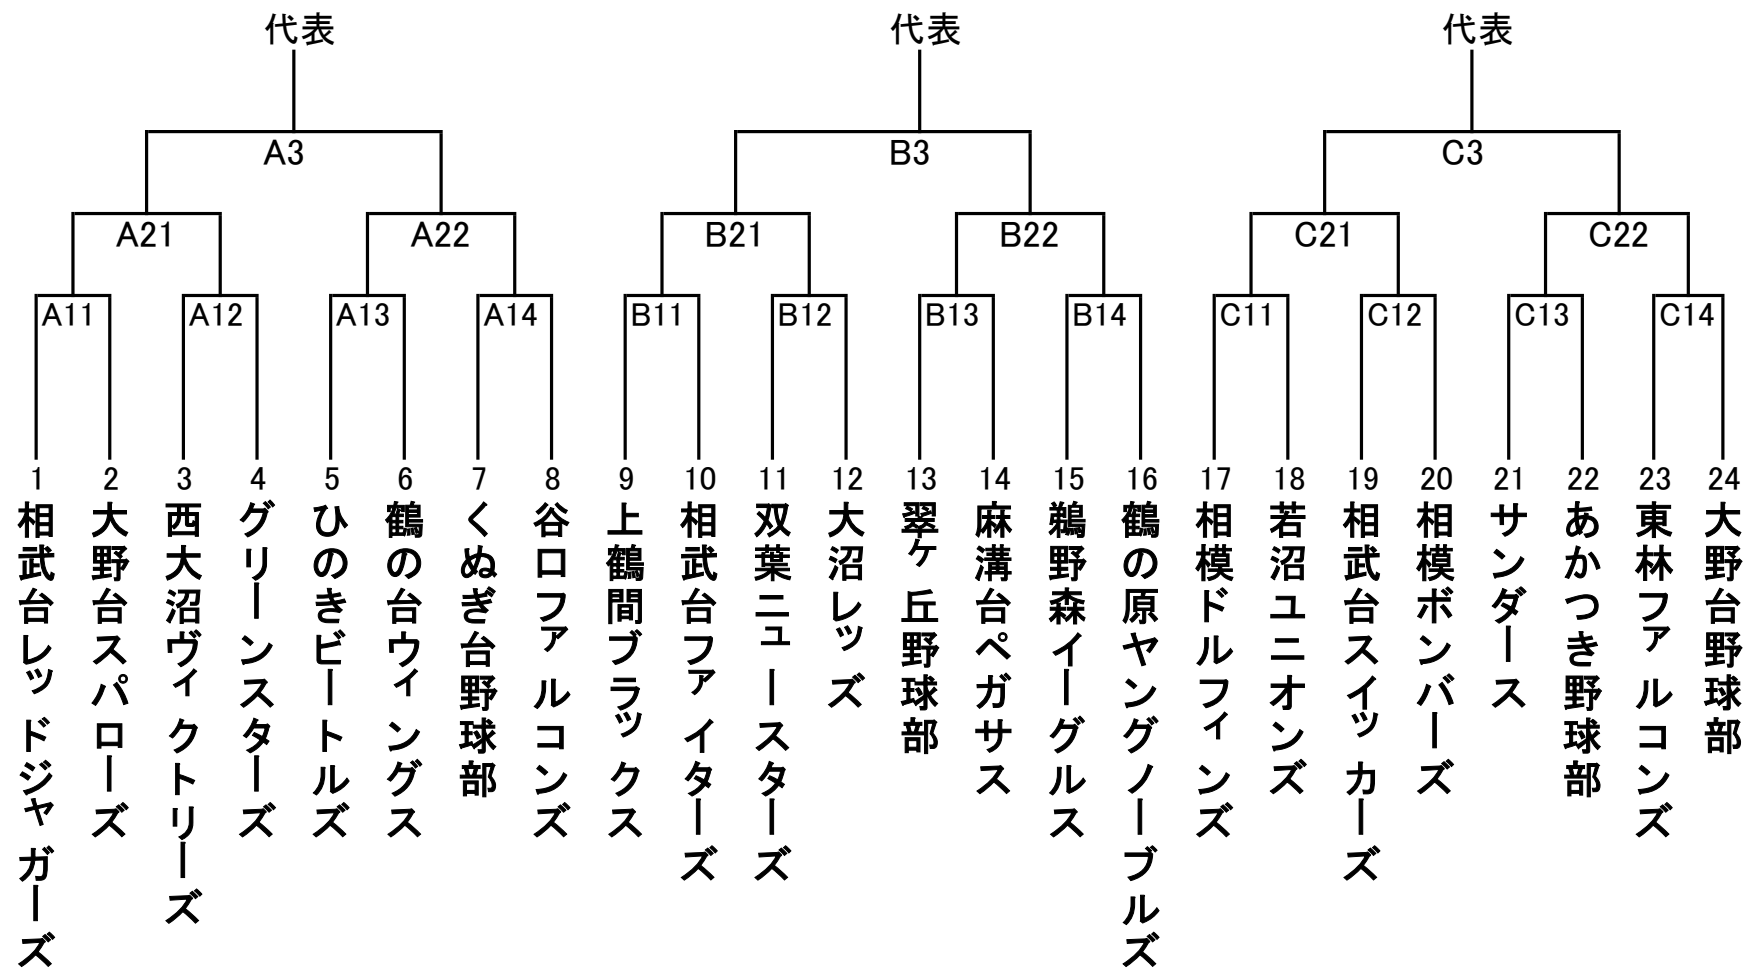 代表
代表
代表
A3
B3
C3
A21
A22
B21
B22
C21
C22
A11
A12
A13
A14
B11
B12
B13
B14
C11
C12
C13
C14
1
相武台レッドジャガーズ
2
大野台スパローズ
3
西大沼ヴィクトリーズ
4
グリーンスターズ
5
ひのきビートルズ
6
鶴の台ウィングス
7
くぬぎ台野球部
8
谷口ファルコンズ
9
上鶴間ブラックス
10
相武台ファイターズ
11
双葉ニュースターズ
12
大沼レッズ
13
翠ヶ丘野球部
14
麻溝台ペガサス
15
鵜野森イーグルス
16
鶴の原ヤングノーブルズ
17
相模ドルフィンズ
18
若沼ユニオンズ
19
相武台スイッカーズ
20
相模ボンバーズ
21
サンダース
22
あかつき野球部
23
東林ファルコンズ
24
大野台野球部